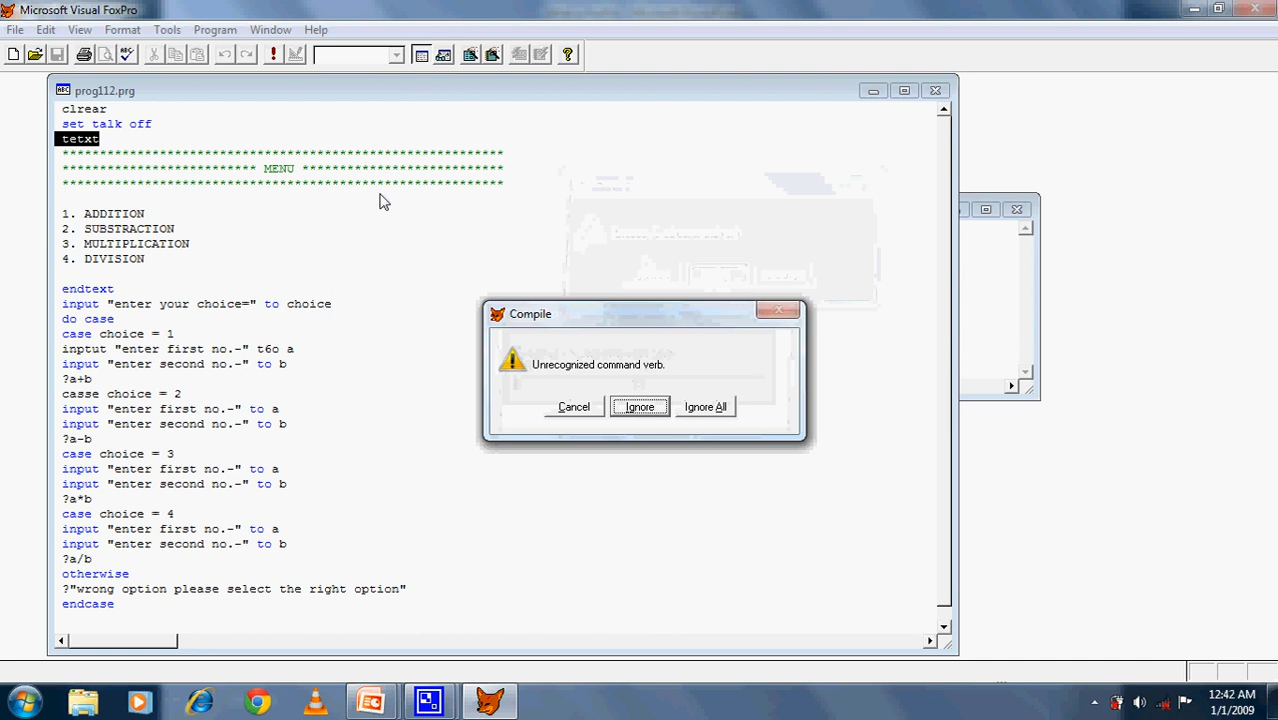 Microsoft Visual FoxPro
File Edit View Format Tools Program Window Help
prog112.prg
clrear
set talk off
tetxt
***********************************************************
************************** MENU ***************************
***********************************************************
1. ADDITION
2. SUBSTRACTION
3. MULTIPLICATION
4. DIVISION
endtext
input "enter your choice=" to choice
do case
case choice = 1
inptut "enter first no.-" t6o a
input "enter second no.-" to b
?a+b
casse choice = 2
input "enter first no.-" to a
input "enter second no.-" to b
?a-b
case choice = 3
input "enter first no.-" to a
input "enter second no.-" to b
?a*b
case choice = 4
input "enter first no.-" to a
input "enter second no.-" to b
?a/b
otherwise
?"wrong option please select the right option"
endcase
Compile
Unrecognized command verb.
Cancel Ignore Ignore All
12:42 AM
1/1/2009